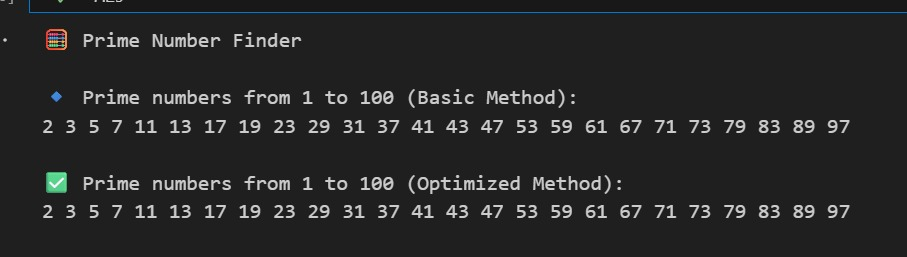 🧮 Prime Number Finder
🔹 Prime numbers from 1 to 100 (Basic Method):
2 3 5 7 11 13 17 19 23 29 31 37 41 43 47 53 59 61 67 71 73 79 83 89 97
✅ Prime numbers from 1 to 100 (Optimized Method):
2 3 5 7 11 13 17 19 23 29 31 37 41 43 47 53 59 61 67 71 73 79 83 89 97